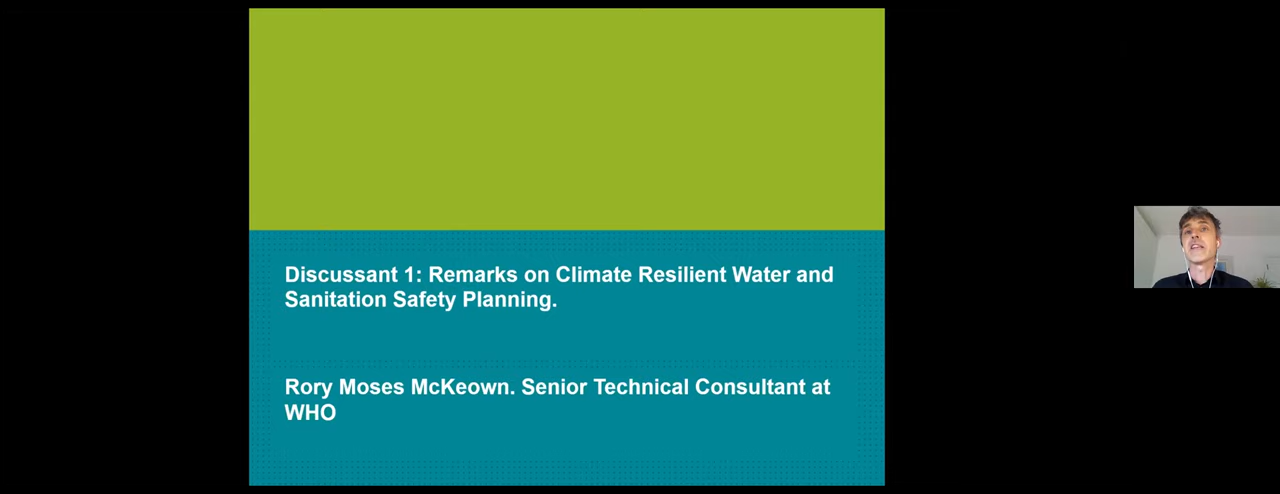 Discussant 1: Remarks on Climate Resilient Water and
Sanitation Safety Planning.
Rory Moses McKeown. Senior Technical Consultant at
WHO